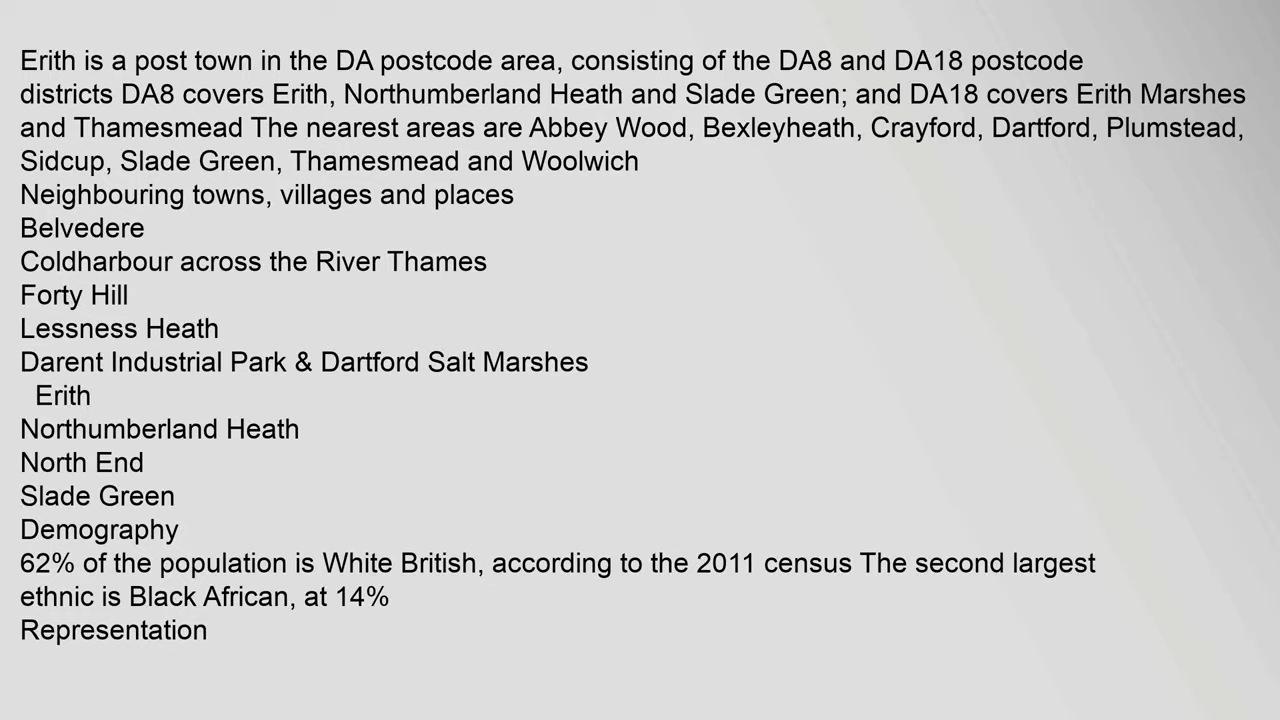 Erith is a post town in the DA postcode area, consisting of the DA8 and DA18 postcode
districts DA8 covers Erith, Northumberland Heath and Slade Green; and DA18 covers Erith Marshes
and Thamesmead The nearest areas are Abbey Wood, Bexleyheath, Crayford, Dartford, Plumstead,
Sidcup, Slade Green, Thamesmead and Woolwich
Neighbouring towns, villages and places
Belvedere
Coldharbour across the River Thames
Forty Hill
Lessness Heath
Darent Industrial Park & Dartford Salt Marshes
Erith
Northumberland Heath
North End
Slade Green
Demography
62% of the population is White British, according to the 2011 census The second largest
ethnic is Black African, at 14%
Representation